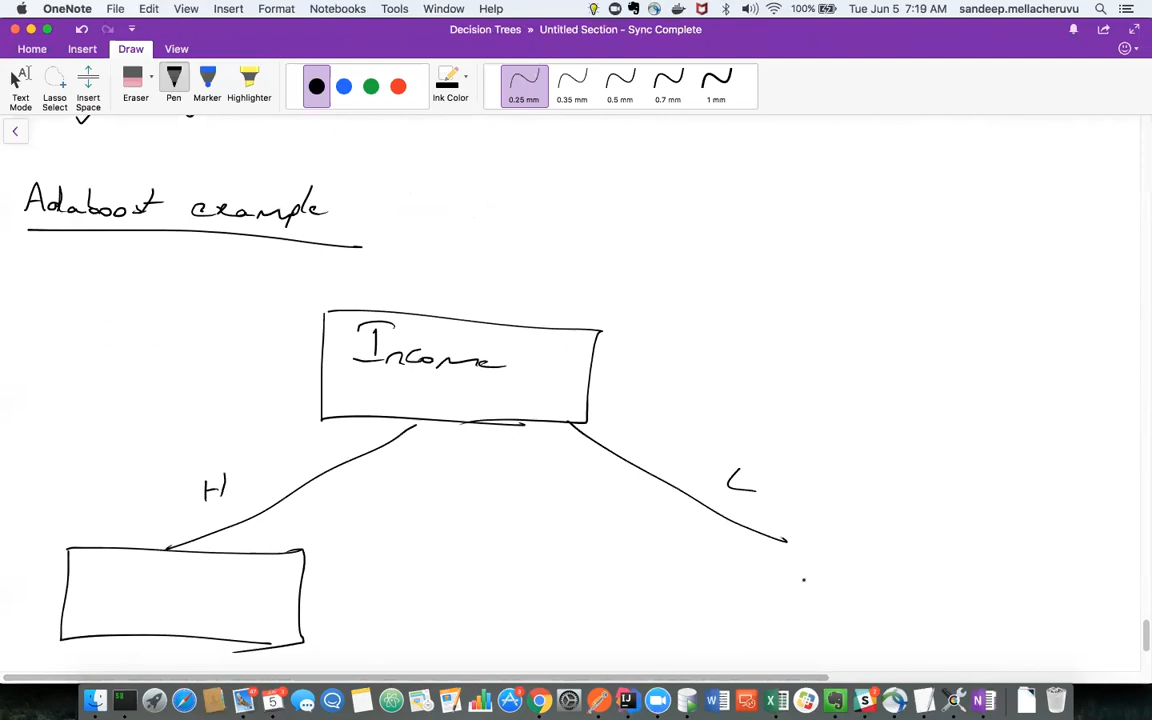 OneNote File Edit View Insert Format Notebooks Tools Window Help 100% Tue Jun 5 7:19 AM sandeep.mellacheruvu
Decision Trees » Untitled Section - Sync Complete
Home Insert Draw View
Text Mode Lasso Select Insert Space Eraser Pen Marker Highlighter Ink Color 0.25 mm 0.35 mm 0.5 mm 0.7 mm 1 mm
Adaboost example
Income
H L